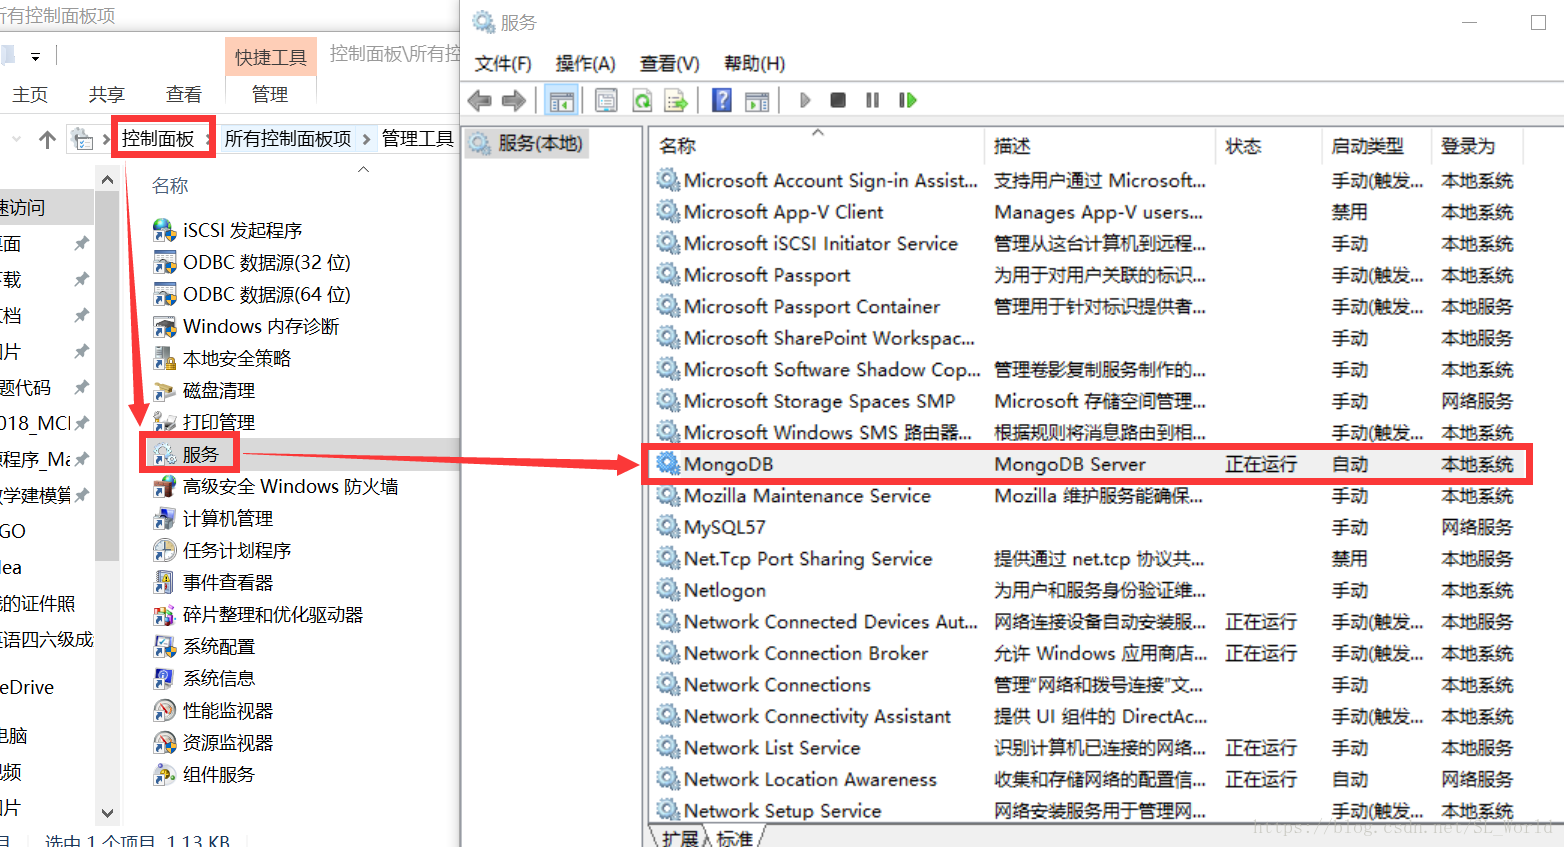 所有控制面板项
快捷工具
控制面板\所有控
主页
共享
查看
管理
控制面板
所有控制面板项
管理工具
名称
速访问
桌面
下载
文档
图片
题代码
018_MCI
源程序_Ma
数学建模算
GO
dea
我的证件照
英语四六级成
eDrive
电脑
视频
图片
iSCSI 发起程序
ODBC 数据源(32 位)
ODBC 数据源(64 位)
Windows 内存诊断
本地安全策略
磁盘清理
打印管理
服务
高级安全 Windows 防火墙
计算机管理
任务计划程序
事件查看器
碎片整理和优化驱动器
系统配置
系统信息
性能监视器
资源监视器
组件服务
选中 1 个项目 1.13 KB
服务
文件(F) 操作(A) 查看(V) 帮助(H)
服务(本地)
名称 描述 状态 启动类型 登录为
Microsoft Account Sign-in Assist... 支持用户通过 Microsoft... 手动(触发... 本地系统
Microsoft App-V Client Manages App-V users... 禁用 本地系统
Microsoft iSCSI Initiator Service 管理从这台计算机到远程... 手动 本地系统
Microsoft Passport 为用于对用户关联的标识... 手动(触发... 本地系统
Microsoft Passport Container 管理用于针对标识提供者... 手动(触发... 本地服务
Microsoft SharePoint Workspac... 手动 本地服务
Microsoft Software Shadow Cop... 管理卷影复制服务制作的... 手动 本地系统
Microsoft Storage Spaces SMP Microsoft 存储空间管理... 手动 网络服务
Microsoft Windows SMS 路由器... 根据规则将消息路由到相... 手动(触发... 本地系统
MongoDB MongoDB Server 正在运行 自动 本地系统
Mozilla Maintenance Service Mozilla 维护服务能确保... 手动 本地系统
MySQL57 手动 网络服务
Net.Tcp Port Sharing Service 提供通过 net.tcp 协议共... 禁用 本地服务
Netlogon 为用户和服务身份验证维... 手动 本地系统
Network Connected Devices Aut... 网络连接设备自动安装服... 正在运行 手动(触发... 本地系统
Network Connection Broker 允许 Windows 应用商店... 正在运行 手动(触发... 本地系统
Network Connections 管理“网络和拨号连接”文... 手动 本地系统
Network Connectivity Assistant 提供 UI 组件的 DirectAc... 手动(触发... 本地系统
Network List Service 识别计算机已连接的网络... 正在运行 手动 本地服务
Network Location Awareness 收集和存储网络的配置信... 正在运行 自动 网络服务
Network Setup Service 网络安装服务用于管理网... 手动(触发... 本地系统
扩展 标准
https://blog.csdn.net/SL_World